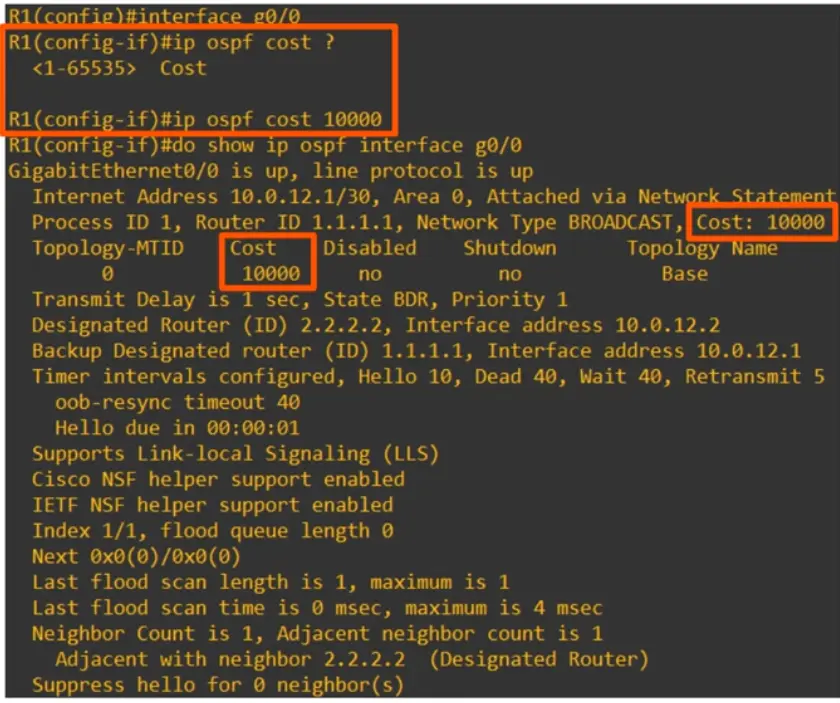 R1(config)#interface g0/0
R1(config-if)#ip ospf cost ?
<1-65535> Cost
R1(config-if)#ip ospf cost 10000
R1(config-if)#do show ip ospf interface g0/0
GigabitEthernet0/0 is up, line protocol is up
Internet Address 10.0.12.1/30, Area 0, Attached via Network Statement
Process ID 1, Router ID 1.1.1.1, Network Type BROADCAST, Cost: 10000
Topology-MTID Cost Disabled Shutdown Topology Name
0 10000 no no Base
Transmit Delay is 1 sec, State BDR, Priority 1
Designated Router (ID) 2.2.2.2, Interface address 10.0.12.2
Backup Designated router (ID) 1.1.1.1, Interface address 10.0.12.1
Timer intervals configured, Hello 10, Dead 40, Wait 40, Retransmit 5
oob-resync timeout 40
Hello due in 00:00:01
Supports Link-local Signaling (LLS)
Cisco NSF helper support enabled
IETF NSF helper support enabled
Index 1/1, flood queue length 0
Next 0x0(0)/0x0(0)
Last flood scan length is 1, maximum is 1
Last flood scan time is 0 msec, maximum is 4 msec
Neighbor Count is 1, Adjacent neighbor count is 1
Adjacent with neighbor 2.2.2.2 (Designated Router)
Suppress hello for 0 neighbor(s)